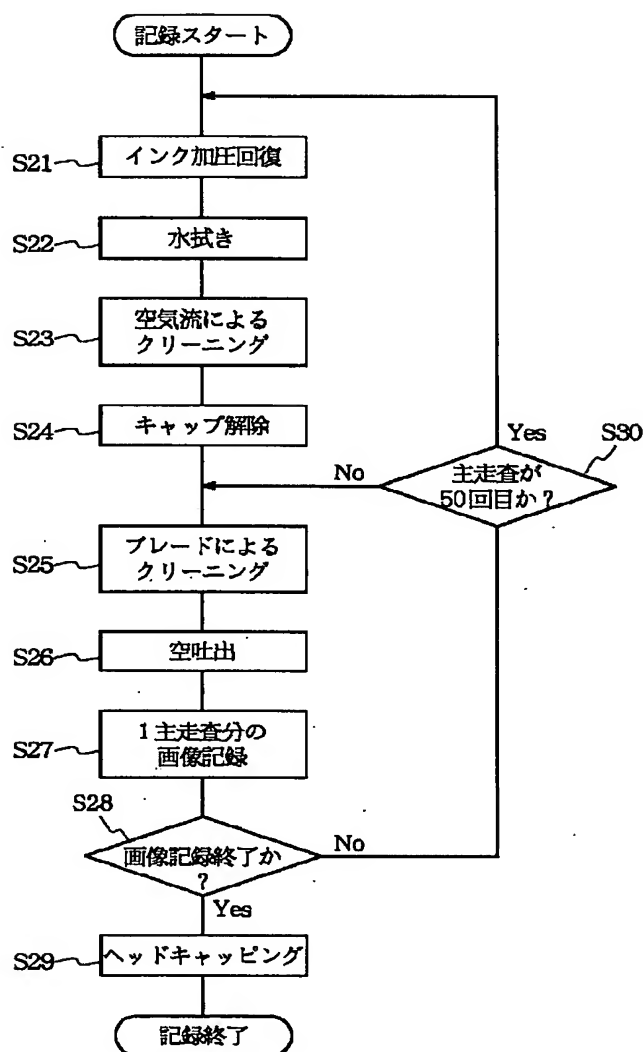 記録スタート
S21
インク加圧回復
S22
水拭き
S23
空気流による
クリーニング
S24
キャップ解除
Yes
S30
No
主走査が
50回目か?
S25
ブレードによる
クリーニング
S26
空吐出
S27
1主走査分の
画像記録
S28
画像記録終了か
?
No
Yes
S29
ヘッドキャッピング
記録終了